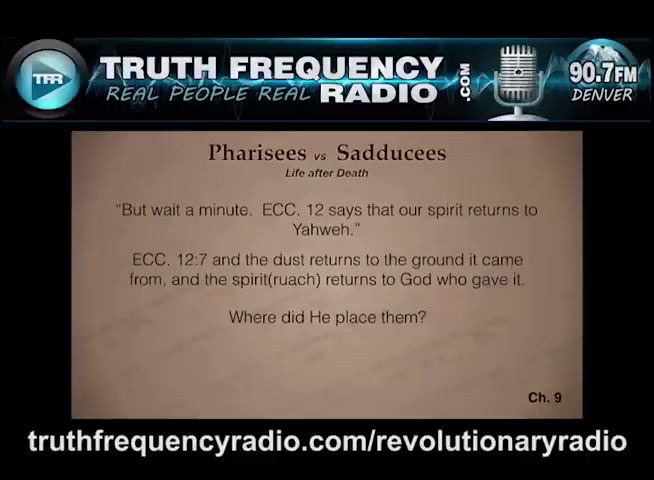 TFR
TRUTH FREQUENCY
REAL PEOPLE REAL RADIO
.COM
90.7FM
DENVER
Pharisees vs Sadducees
Life after Death
"But wait a minute. ECC. 12 says that our spirit returns to
Yahweh."
ECC. 12:7 and the dust returns to the ground it came
from, and the spirit(ruach) returns to God who gave it.
Where did He place them?
Ch. 9
truthfrequencyradio.com/revolutionaryradio